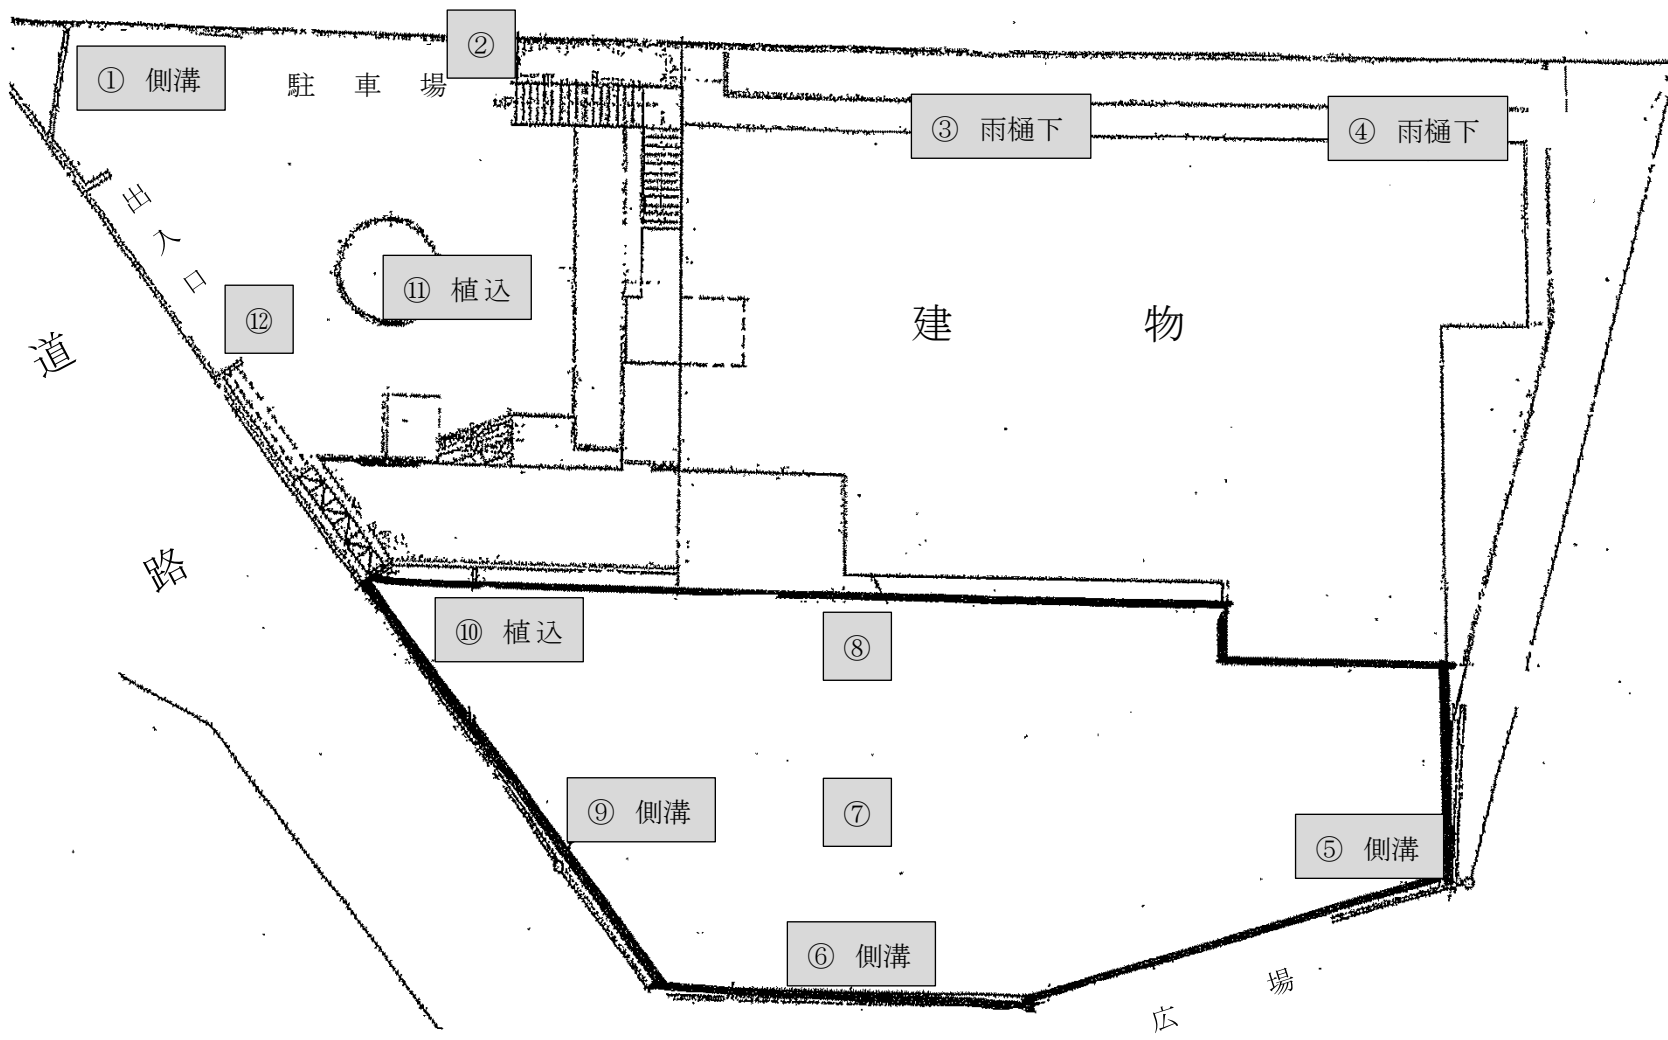 ②
① 側溝
駐車場
③ 雨樋下
④ 雨樋下
出入口
⑪ 植込
⑫
建物
道路
⑩ 植込
⑧
⑨ 側溝
⑦
⑤ 側溝
⑥ 側溝
広場